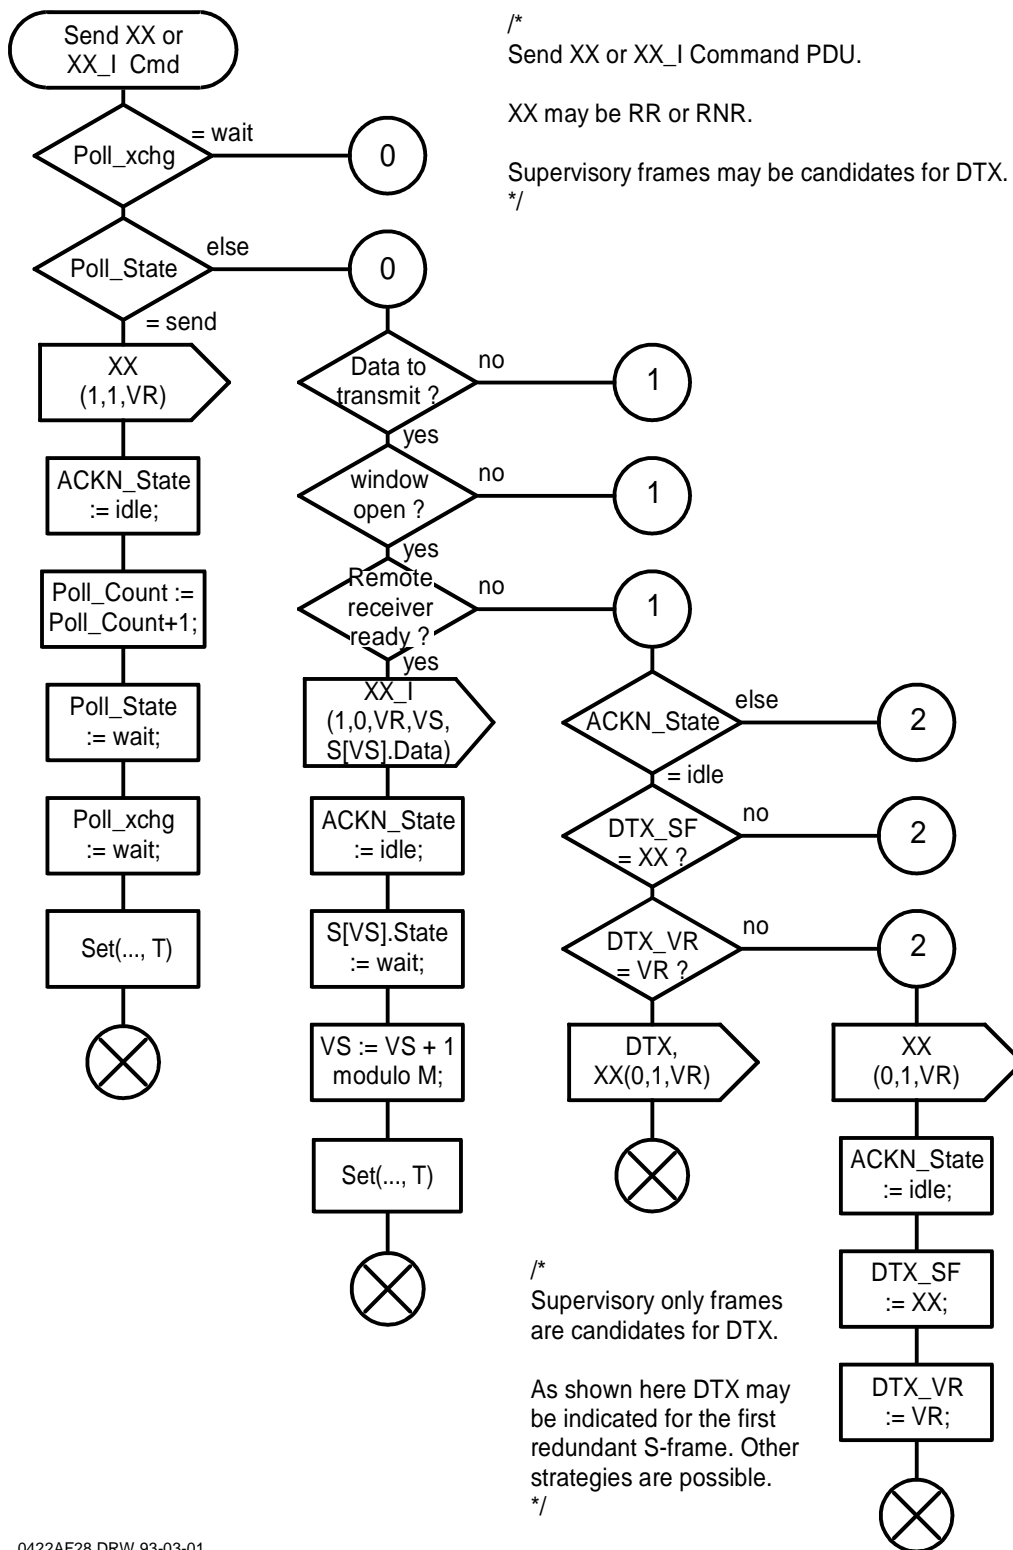 Send XX or
XX_I Cmd
/*
Send XX or XX_I Command PDU.
XX may be RR or RNR.
Supervisory frames may be candidates for DTX.
*/
Poll_xchg
= wait
0
Poll_State
else
0
= send
XX
(1,1,VR)
ACKN_State
:= idle;
Poll_Count :=
Poll_Count+1;
Poll_State
:= wait;
Poll_xchg
:= wait;
Set(..., T)
Data to
transmit ?
no
1
yes
window
open ?
no
1
yes
Remote
receiver
ready ?
no
1
yes
XX_I
(1,0,VR,VS,
S[VS].Data)
ACKN_State
:= idle;
S[VS].State
:= wait;
VS := VS + 1
modulo M;
Set(..., T)
ACKN_State
else
2
= idle
DTX_SF
= XX ?
no
2
DTX_VR
= VR ?
no
2
DTX,
XX(0,1,VR)
XX
(0,1,VR)
ACKN_State
:= idle;
DTX_SF
:= XX;
DTX_VR
:= VR;
/*
Supervisory only frames
are candidates for DTX.
As shown here DTX may
be indicated for the first
redundant S-frame. Other
strategies are possible.
*/
0422AF28.DRW 93-03-01